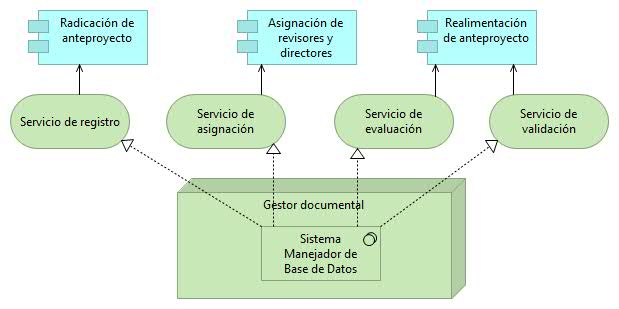 Radicación de
anteproyecto
Asignación de
revisores y
directores
Realimentación
de anteproyecto
Servicio de registro
Servicio de
asignación
Servicio de
evaluación
Servicio de
validación
Gestor documental
Sistema
Manejador de
Base de Datos